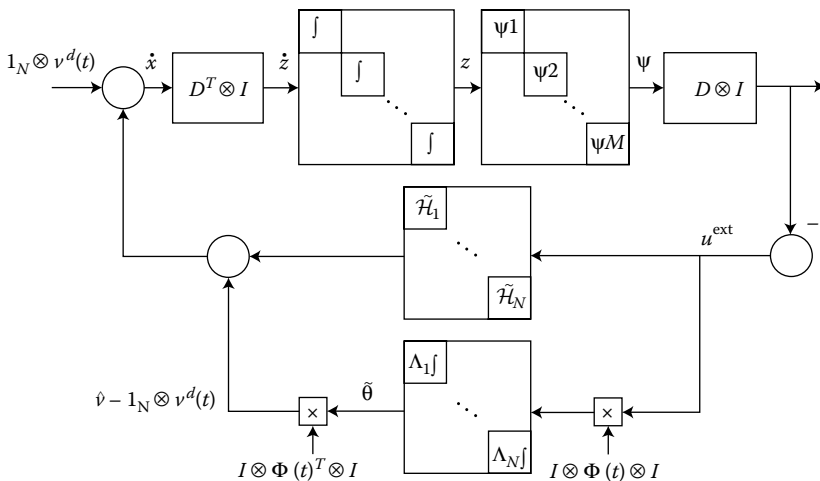 1_N ⊗ ν^d(t)
ẋ
D^T ⊗ I
ż
∫
∫
⋱
∫
z
ψ1
ψ2
⋱
ψM
ψ
D ⊗ I
–
H̃_1
⋱
H̃_N
u^ext
ν̂ – 1_N ⊗ ν^d(t)
×
θ̃
Λ_1∫
⋱
Λ_N∫
×
I ⊗ Φ (t)^T ⊗ I
I ⊗ Φ (t) ⊗ I